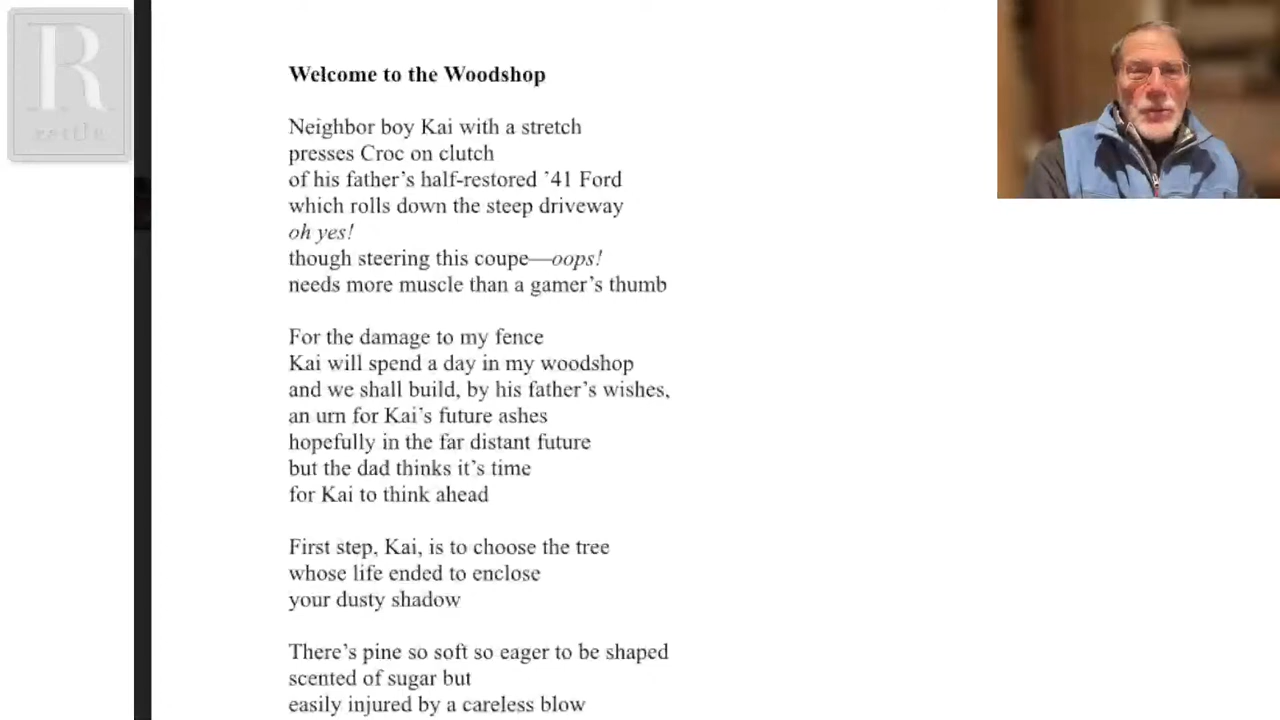 R
rattle
Welcome to the Woodshop
Neighbor boy Kai with a stretch
presses Croc on clutch
of his father’s half-restored ’41 Ford
which rolls down the steep driveway
oh yes!
though steering this coupe—oops!
needs more muscle than a gamer’s thumb
For the damage to my fence
Kai will spend a day in my woodshop
and we shall build, by his father’s wishes,
an urn for Kai’s future ashes
hopefully in the far distant future
but the dad thinks it’s time
for Kai to think ahead
First step, Kai, is to choose the tree
whose life ended to enclose
your dusty shadow
There’s pine so soft so eager to be shaped
scented of sugar but
easily injured by a careless blow